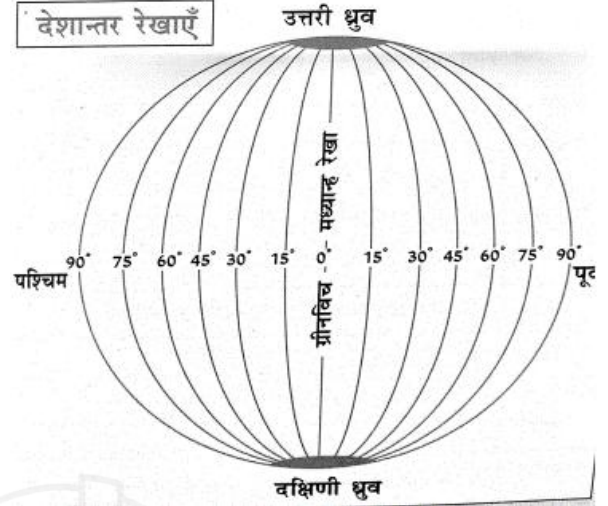 देशान्तर रेखाएँ
उत्तरी ध्रुव
ग्रीनविच - मध्यान्ह रेखा
90° 75° 60° 45° 30° 15° 0° 15° 30° 45° 60° 75° 90°
पश्चिम
दक्षिणी ध्रुव